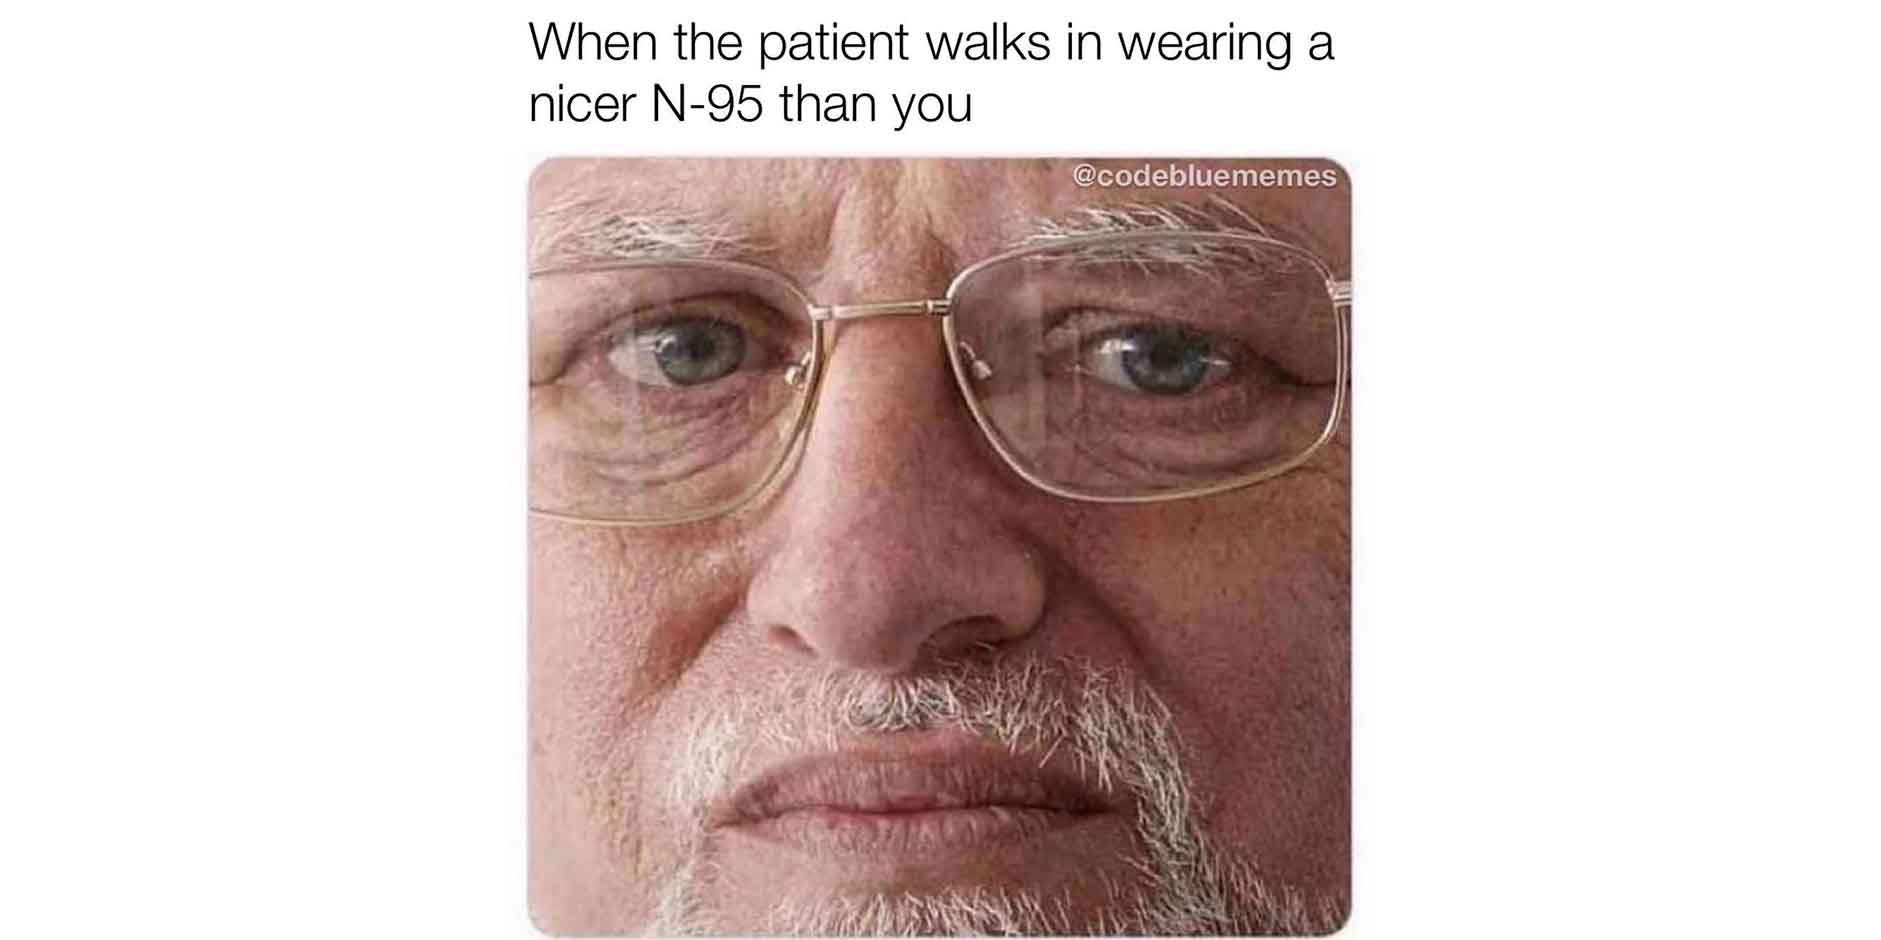 When the patient walks in wearing a
nicer N-95 than you
@codebluememes